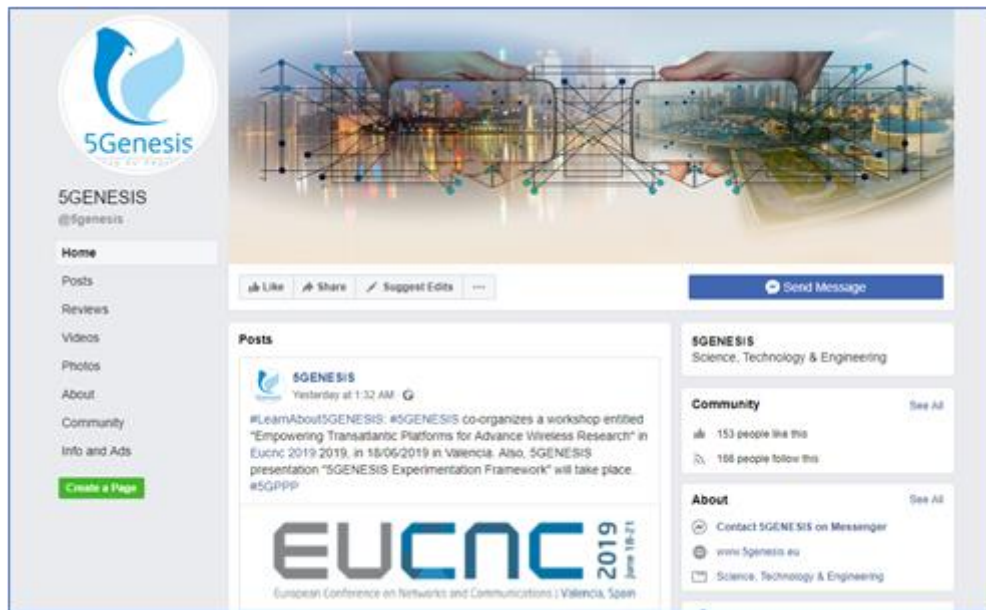 5Genesis
5GENESIS
@5genesis
Home
Posts
Reviews
Videos
Photos
About
Community
Info and Ads
Create a Page
Like Share Suggest Edits ...
Send Message
Posts
5GENESIS
Yesterday at 1:32 AM
#LearnAbout5GENESIS: #5GENESIS co-organizes a workshop entitled
"Empowering Transatlantic Platforms for Advance Wireless Research" in
Eucnc 2019 2019, in 18/06/2019 in Valencia. Also, 5GENESIS
presentation "5GENESIS Experimentation Framework" will take place.
#5GPPP
EUCNC 2019 June 18-21
European Conference on Networks and Communications | Valencia, Spain
5GENESIS
Science, Technology & Engineering
Community See All
153 people like this
166 people follow this
About See All
Contact 5GENESIS on Messenger
www.5genesis.eu
Science, Technology & Engineering